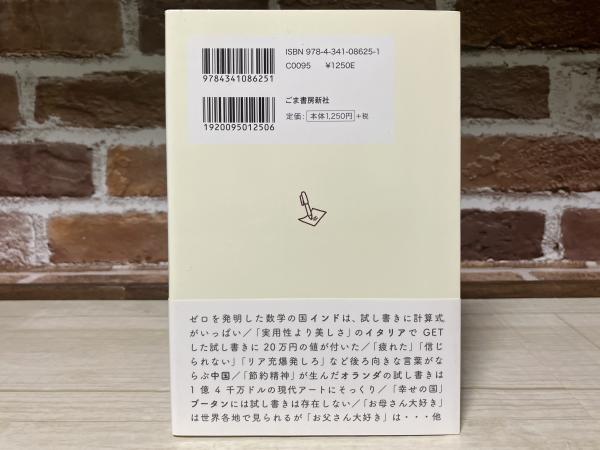 ISBN 978-4-341-08625-1
C0095 ¥1250E
9784341086251
ごま書房新社
定価: 本体1,250円 +税
1920095012506
ゼロを発明した数学の国インドは、試し書きに計算式
がいっぱい/「実用性より美しさ」のイタリアでGET
した試し書きに20万円の値が付いた/「疲れた」「信じ
られない」「リア充爆発しろ」など後ろ向きな言葉がな
らぶ中国/「節約精神」が生んだオランダの試し書きは
1億4千万ドルの現代アートにそっくり/「幸せの国」
ブータンには試し書きは存在しない/「お母さん大好き」
は世界各地で見られるが「お父さん大好き」は・・・他